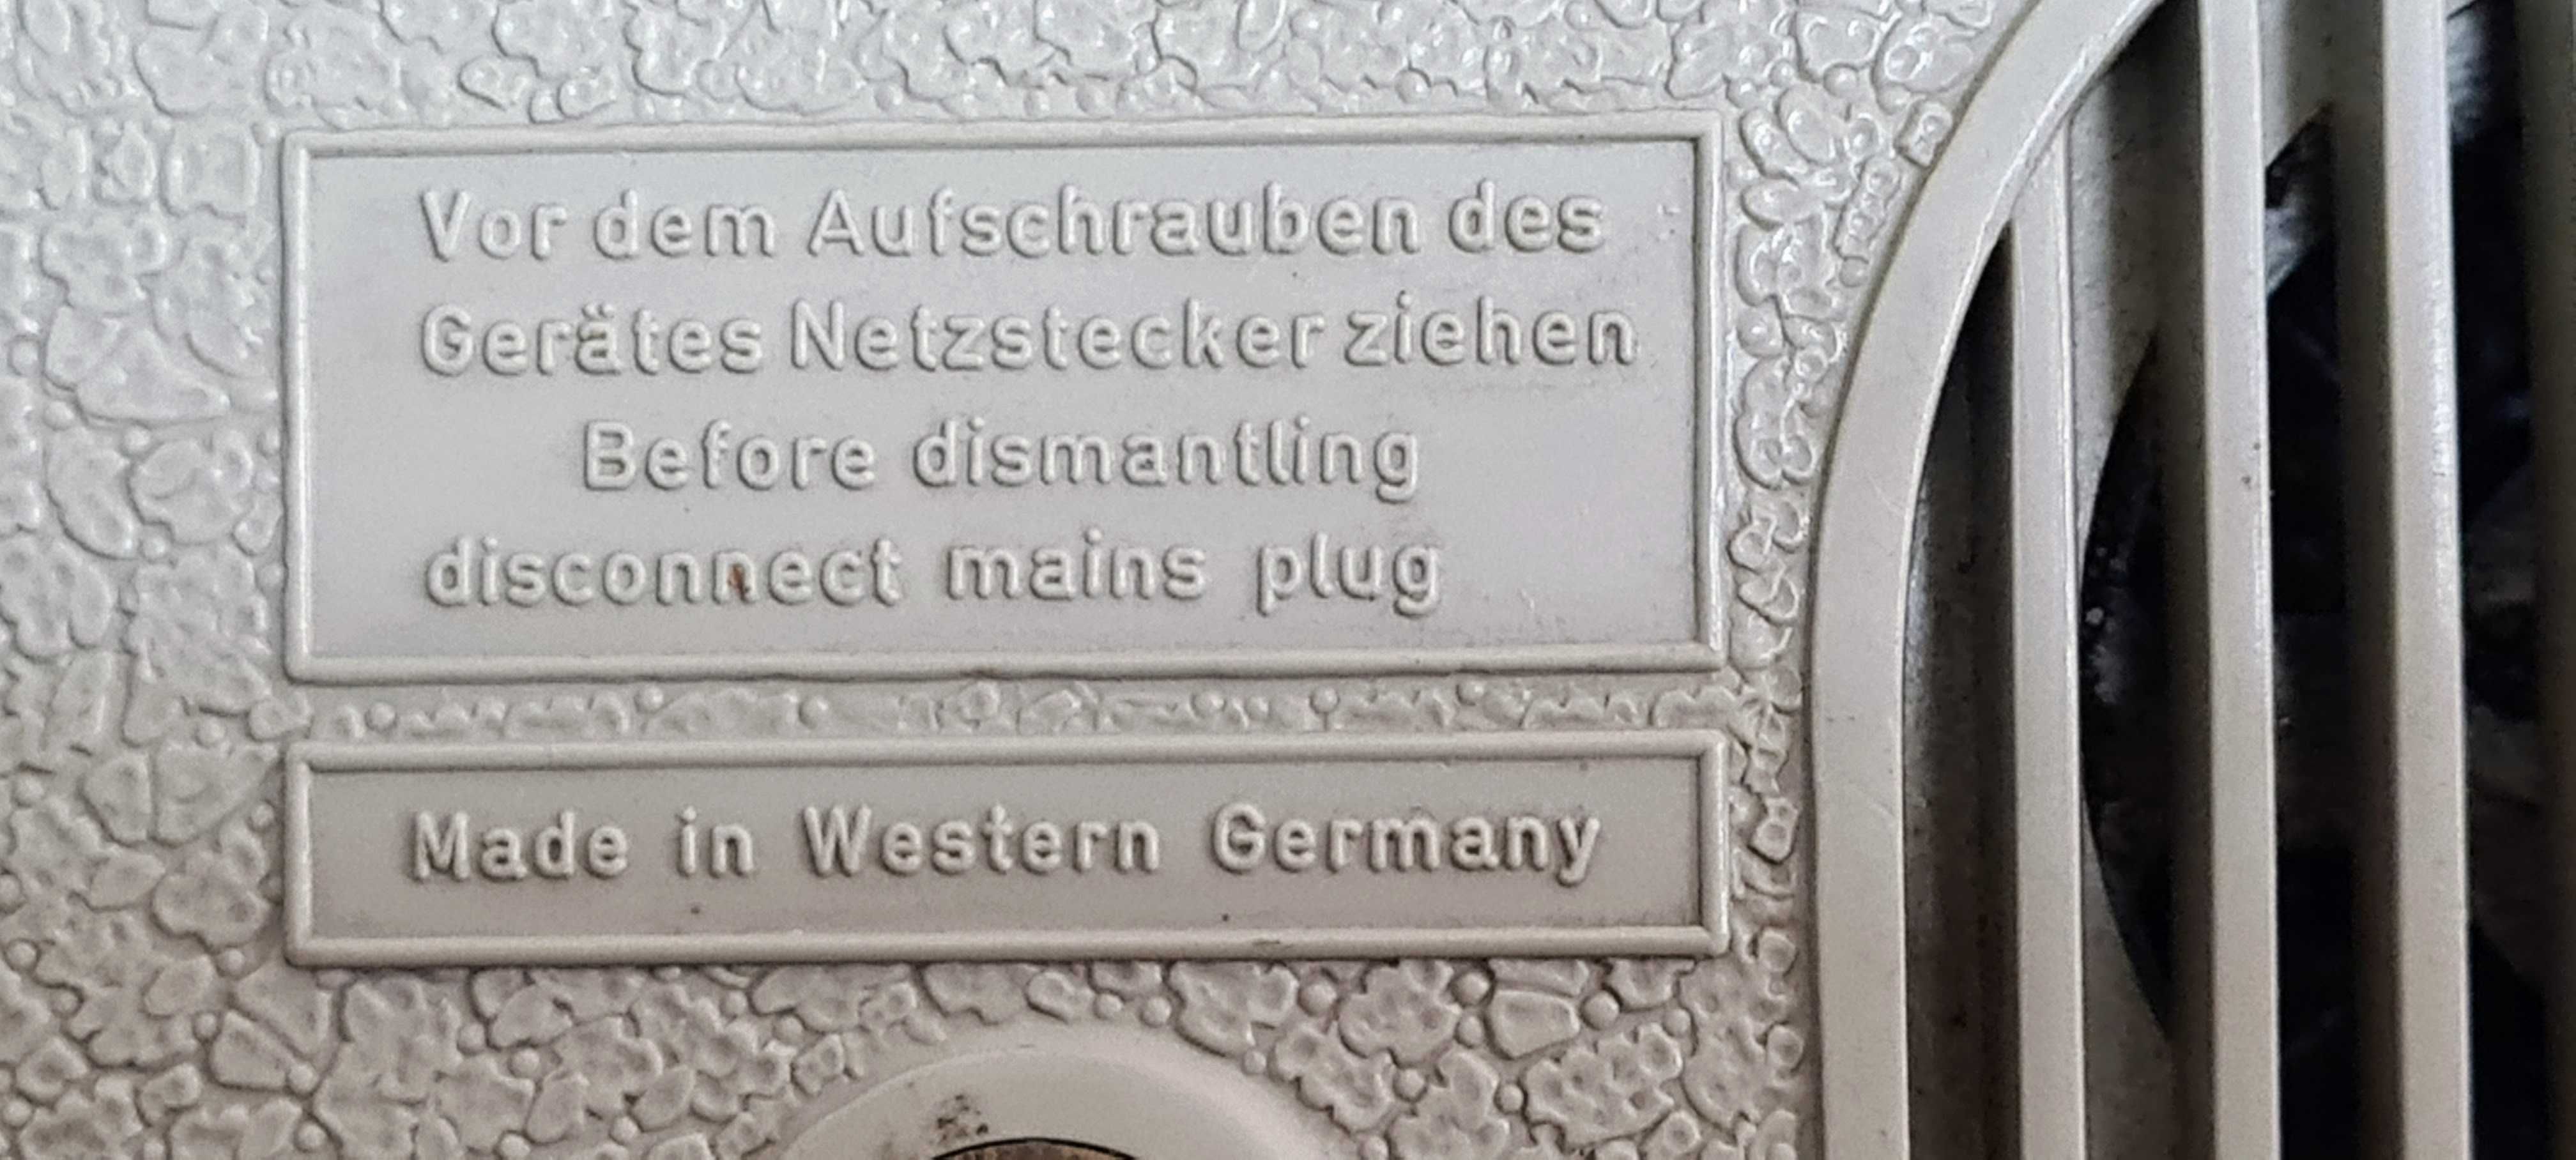 Vor dem Aufschrauben des
Gerätes Netzstecker ziehen
Before dismantling
disconnect mains plug
Made in Western Germany